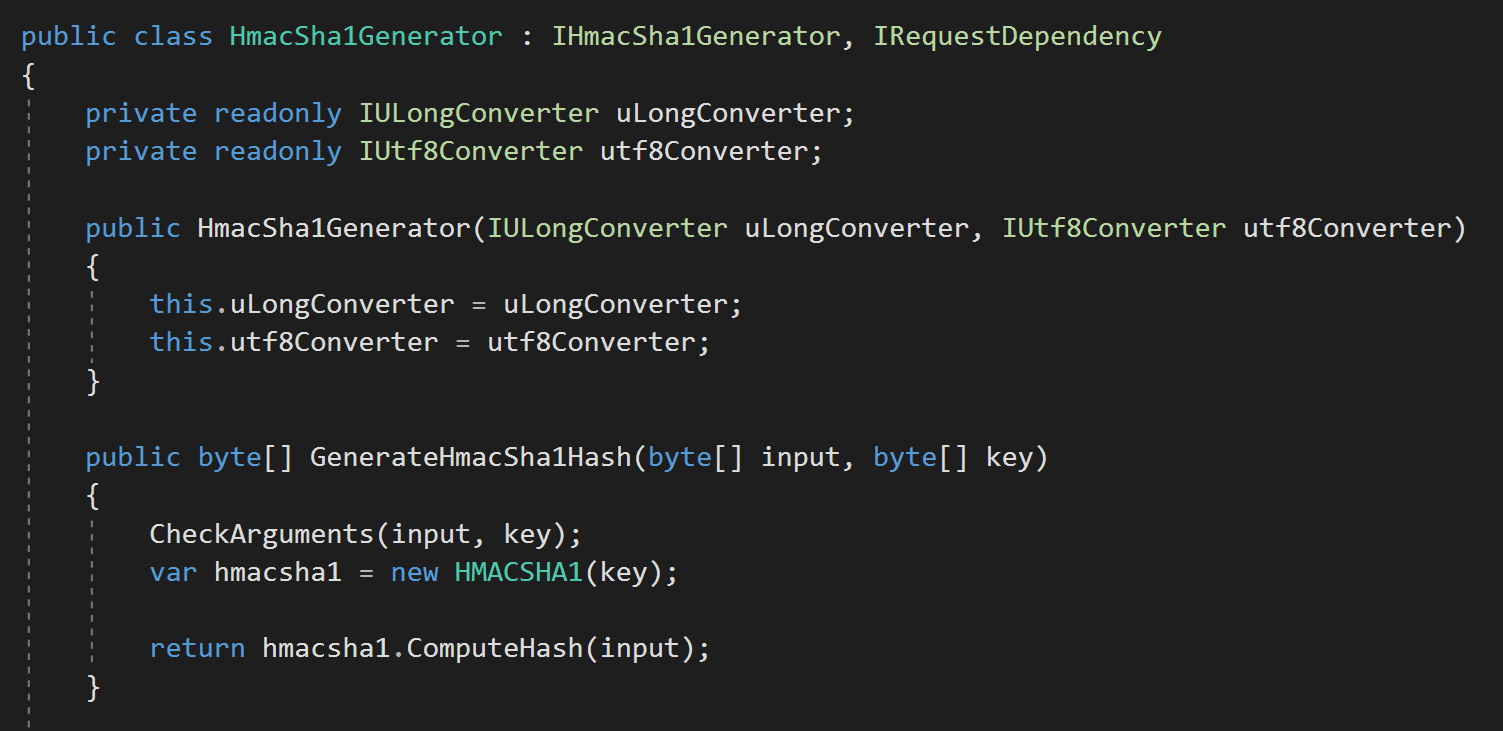 public class HmacSha1Generator : IHmacSha1Generator, IRequestDependency
{
    private readonly IULongConverter uLongConverter;
    private readonly IUtf8Converter utf8Converter;

    public HmacSha1Generator(IULongConverter uLongConverter, IUtf8Converter utf8Converter)
    {
        this.uLongConverter = uLongConverter;
        this.utf8Converter = utf8Converter;
    }

    public byte[] GenerateHmacSha1Hash(byte[] input, byte[] key)
    {
        CheckArguments(input, key);
        var hmacsha1 = new HMACSHA1(key);

        return hmacsha1.ComputeHash(input);
    }